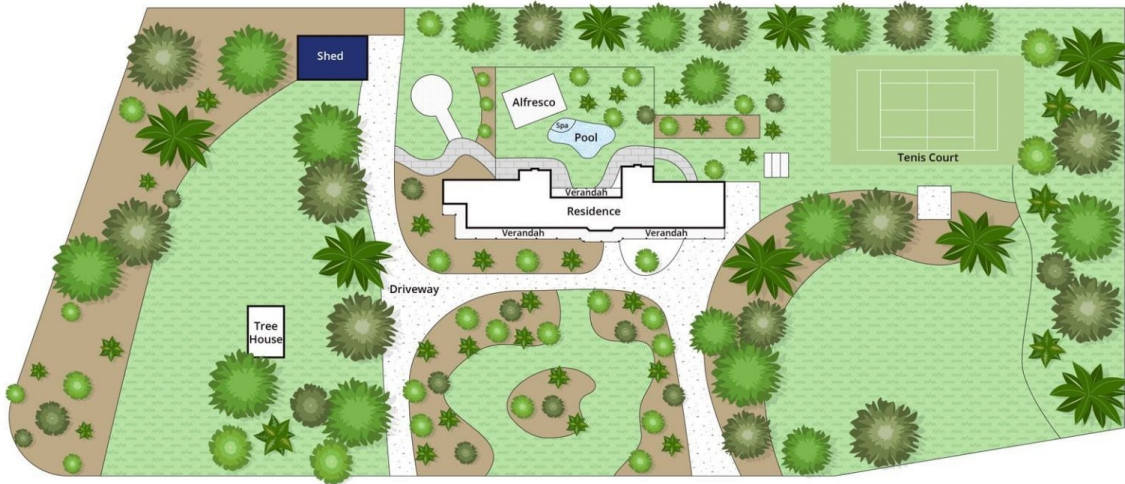 Shed
Alfresco
Spa
Pool
Tenis Court
Verandah
Residence
Verandah
Verandah
Driveway
Tree
House